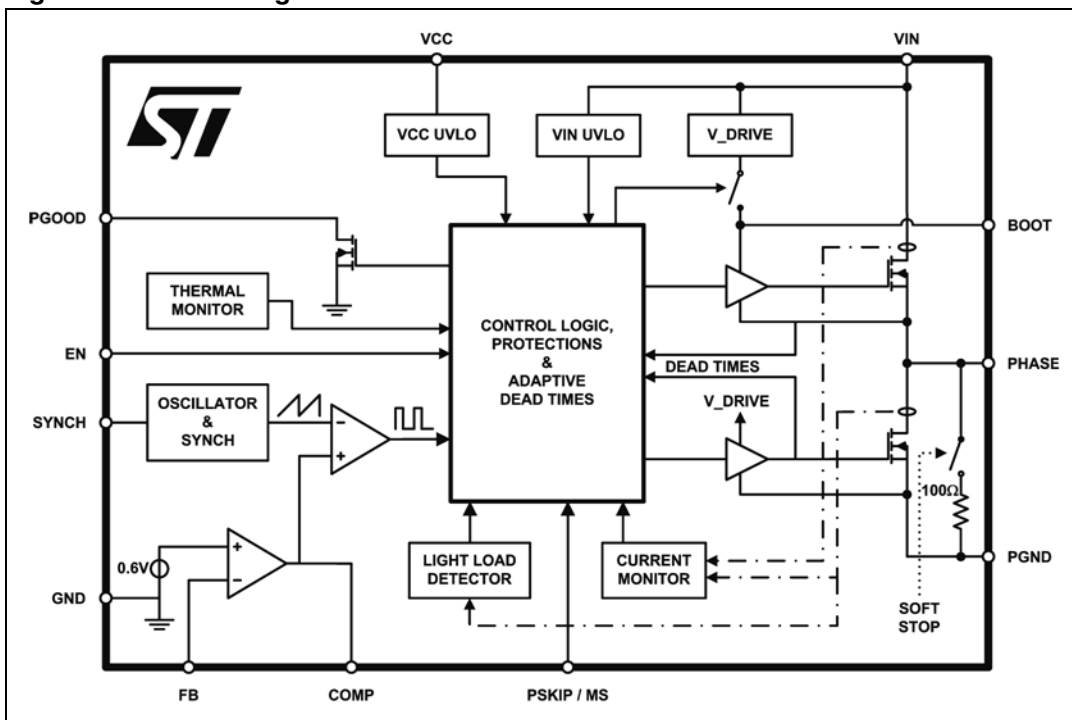 VCC
VIN
ST
VCC UVLO
VIN UVLO
V_DRIVE
PGOOD
BOOT
THERMAL
MONITOR
CONTROL LOGIC,
PROTECTIONS
&
ADAPTIVE
DEAD TIMES
EN
DEAD TIMES
PHASE
OSCILLATOR
&
SYNCH
SYNCH
V_DRIVE
-
+
100Ω
0.6V
+
-
LIGHT LOAD
DETECTOR
CURRENT
MONITOR
PGND
GND
SOFT
STOP
FB
COMP
PSKIP / MS